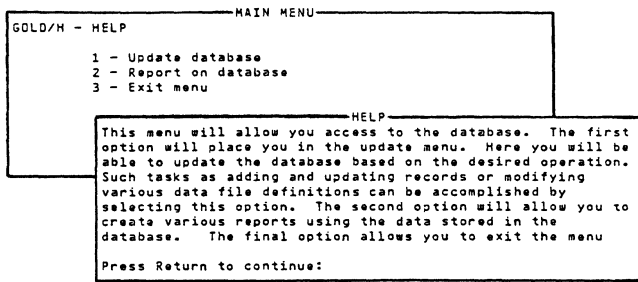 MAIN MENU
GOLD/H - HELP
1 - Update database
2 - Report on database
3 - Exit menu
HELP
This menu will allow you access to the database. The first
option will place you in the update menu. Here you will be
able to update the database based on the desired operation.
Such tasks as adding and updating records or modifying
various data file definitions can be accomplished by
selecting this option. The second option will allow you to
create various reports using the data stored in the
database. The final option allows you to exit the menu
Press Return to continue: